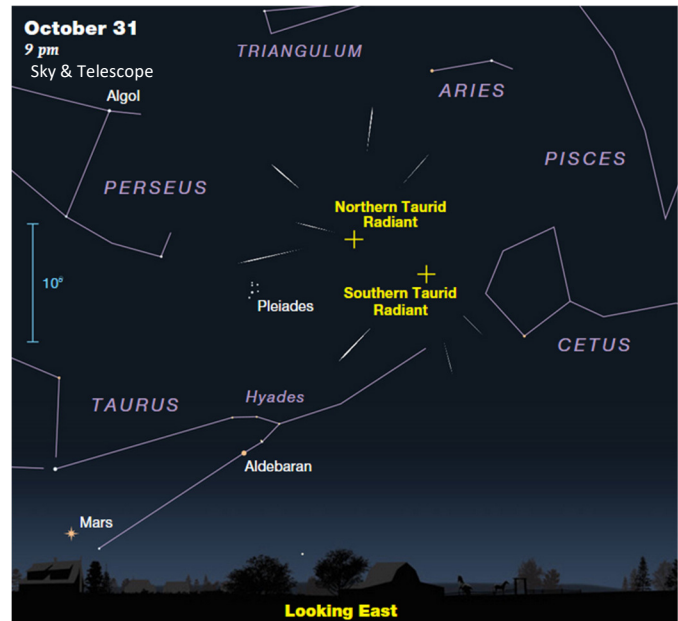 October 31
9 pm
Sky & Telescope
TRIANGULUM
Algol
ARIES
PISCES
PERSEUS
Northern Taurid
Radiant
10°
Pleiades
Southern Taurid
Radiant
CETUS
TAURUS
Hyades
Aldebaran
Mars
Looking East